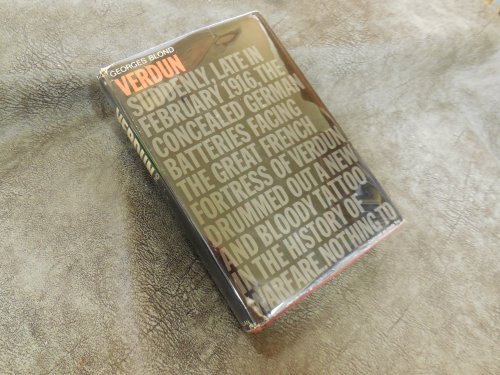 GEORGES BLOND
VERDUN
SUDDENLY, LATE IN
FEBRUARY 1916, THE
CONCEALED GERMAN
BATTERIES FACING
THE GREAT FRENCH
FORTRESS OF VERDUN
DRUMMED OUT A NEW
AND BLOODY TATTOO
IN THE HISTORY OF
WARFARE. NOTHING TO
VERDUN